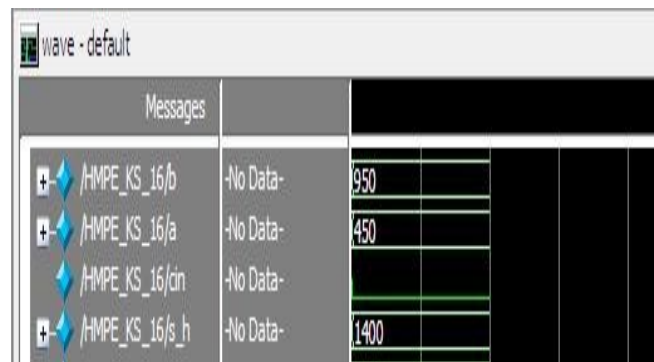 wave - default
Messages
/HMPE_KS_16/b -No Data- 950
/HMPE_KS_16/a -No Data- 450
/HMPE_KS_16/cin -No Data-
/HMPE_KS_16/s_h -No Data- 1400